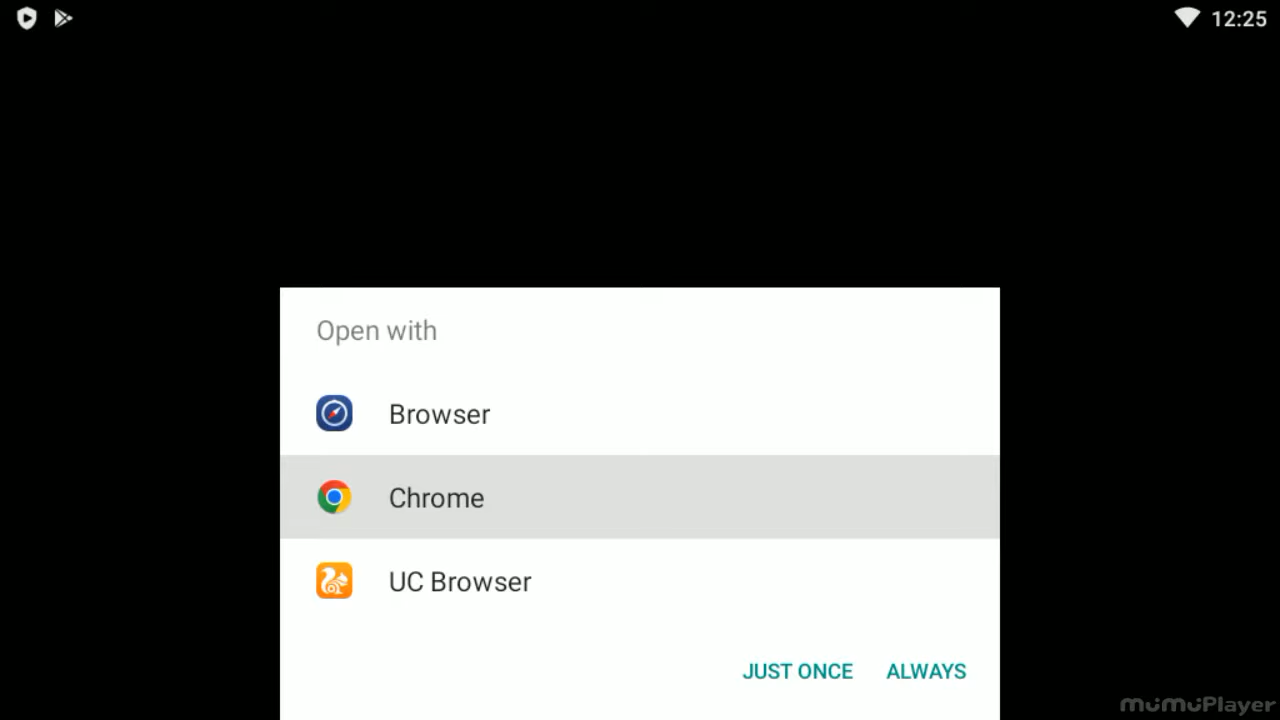 12:25
Open with
Browser
Chrome
UC Browser
JUST ONCE ALWAYS
MuMuPlayer